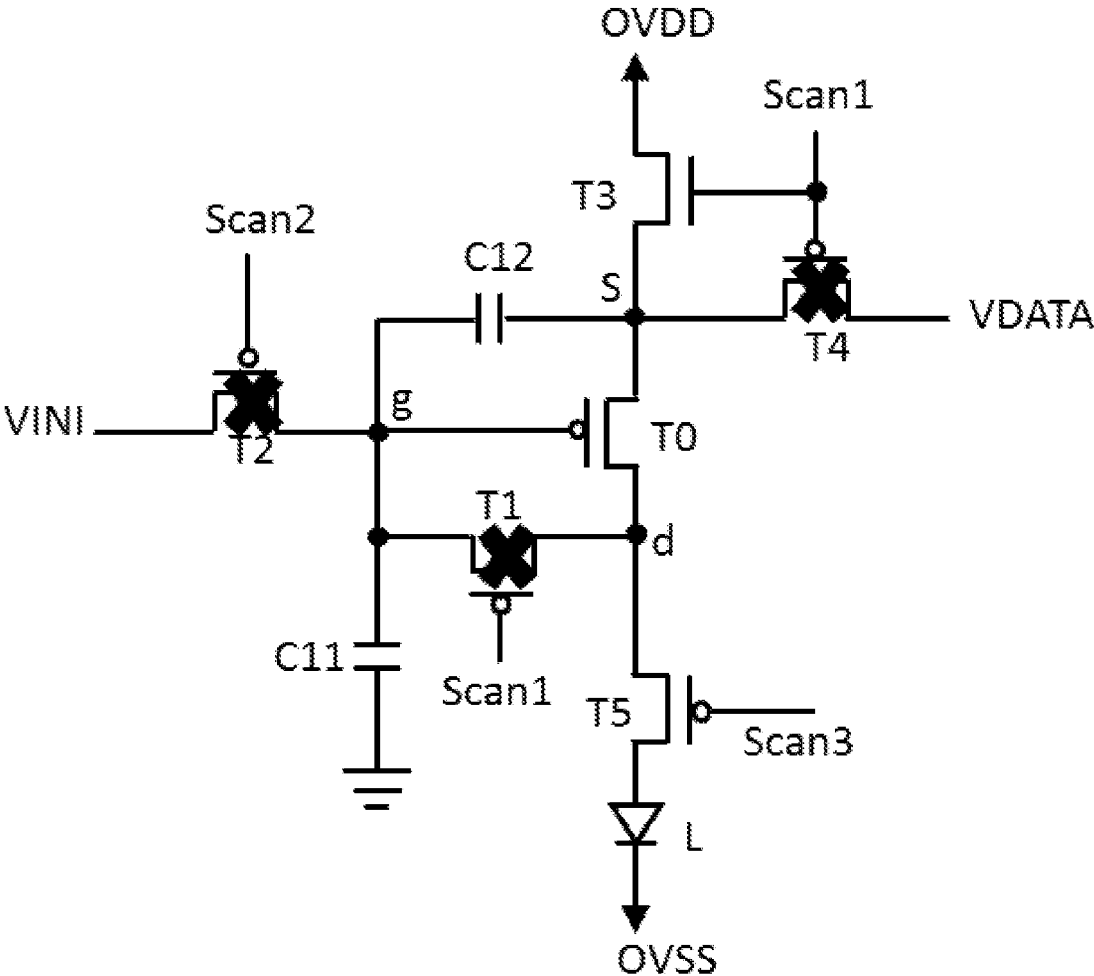 OVDD
Scan1
T3
Scan2
C12
S
VDATA
T4
g
VINI
T2
T0
T1
d
C11
Scan1
T5
Scan3
L
OVSS